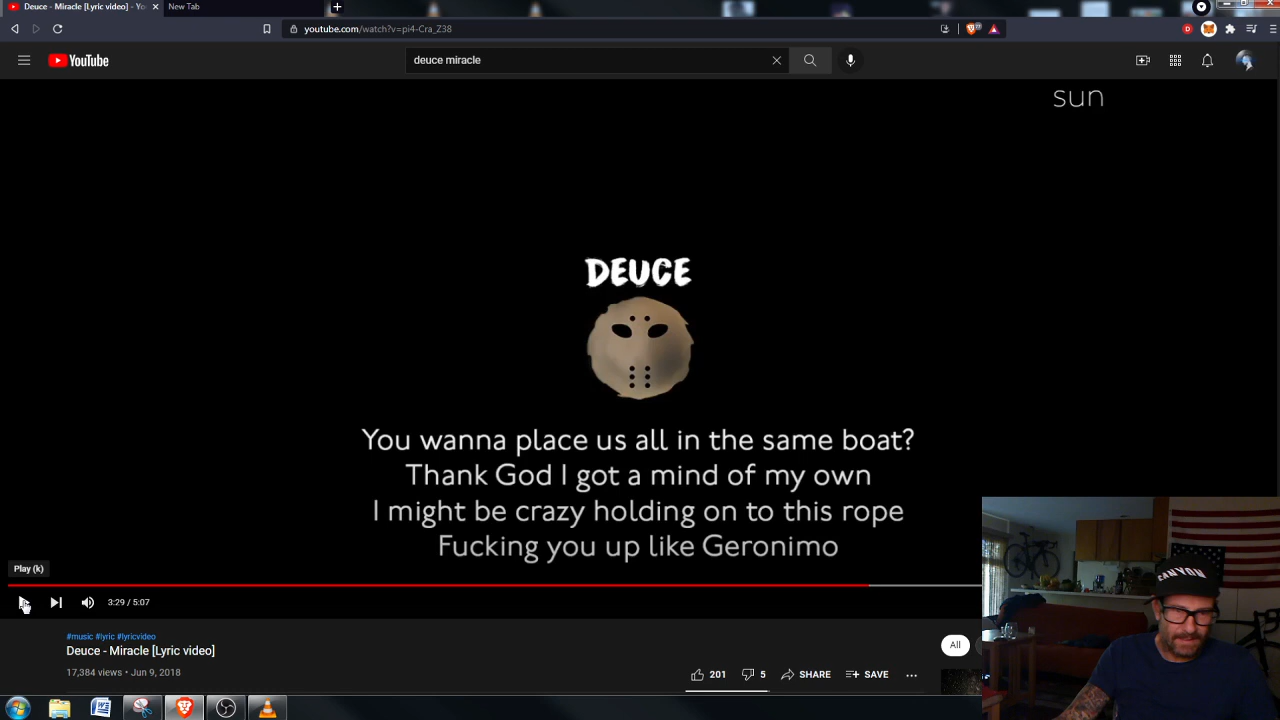 Deuce - Miracle [Lyric video] - Yo
New Tab
youtube.com/watch?v=pi4-Cra_Z38
YouTube
deuce miracle
sun
DEUCE
You wanna place us all in the same boat?
Thank God I got a mind of my own
I might be crazy holding on to this rope
Fucking you up like Geronimo
Play (k)
3:29 / 5:07
CANYON
#music #lyric #lyricvideo
Deuce - Miracle [Lyric video]
All
17,384 views • Jun 9, 2018
201
5
SHARE
SAVE